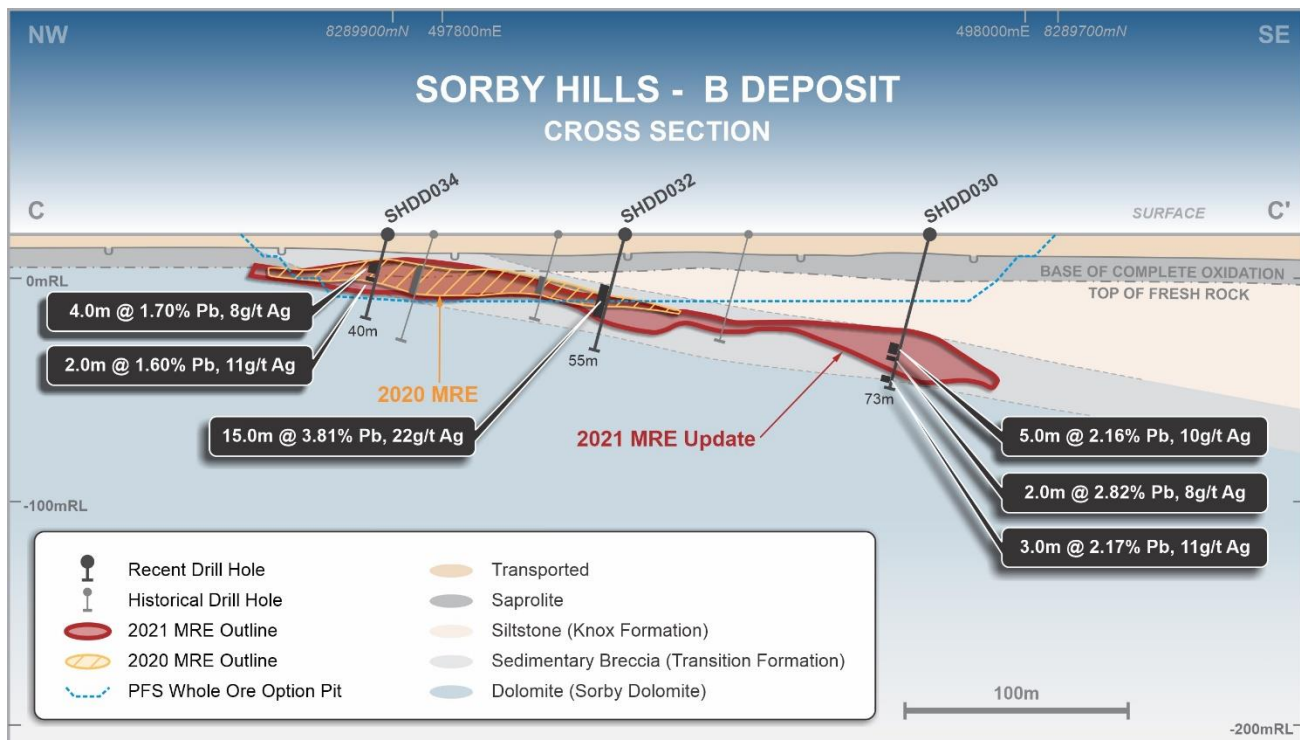 NW
8289900mN
497800mE
498000mE
8289700mN
SE
SORBY HILLS - B DEPOSIT
CROSS SECTION
C
SHDD034
SHDD032
SHDD030
SURFACE
C'
0mRL
BASE OF COMPLETE OXIDATION
TOP OF FRESH ROCK
4.0m @ 1.70% Pb, 8g/t Ag
40m
2.0m @ 1.60% Pb, 11g/t Ag
55m
2020 MRE
73m
15.0m @ 3.81% Pb, 22g/t Ag
2021 MRE Update
5.0m @ 2.16% Pb, 10g/t Ag
2.0m @ 2.82% Pb, 8g/t Ag
3.0m @ 2.17% Pb, 11g/t Ag
-100mRL
Recent Drill Hole
Historical Drill Hole
2021 MRE Outline
2020 MRE Outline
PFS Whole Ore Option Pit
Transported
Saprolite
Siltstone (Knox Formation)
Sedimentary Breccia (Transition Formation)
Dolomite (Sorby Dolomite)
100m
-200mRL